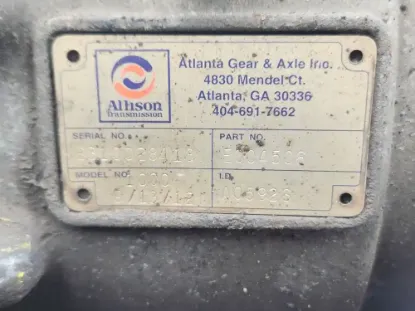 Atlanta Gear & Axle Inc.
4830 Mendel Ct.
Atlanta, GA 30336
404-691-7662
Allison
Transmission
SERIAL NO.
PART NO.
MODEL NO.
I.D.